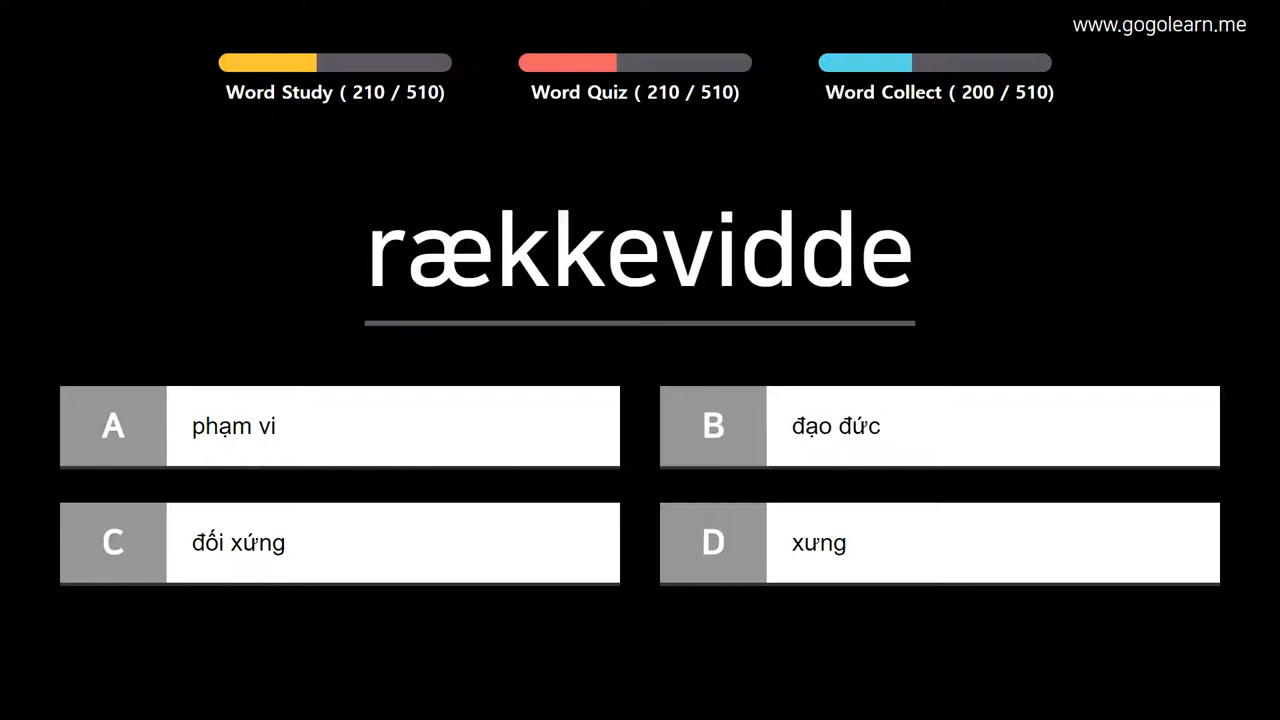 www.gogolearn.me
Word Study ( 210 / 510)
Word Quiz ( 210 / 510)
Word Collect ( 200 / 510)
rækkevidde
A
phạm vi
B
đạo đức
C
đối xứng
D
xưng